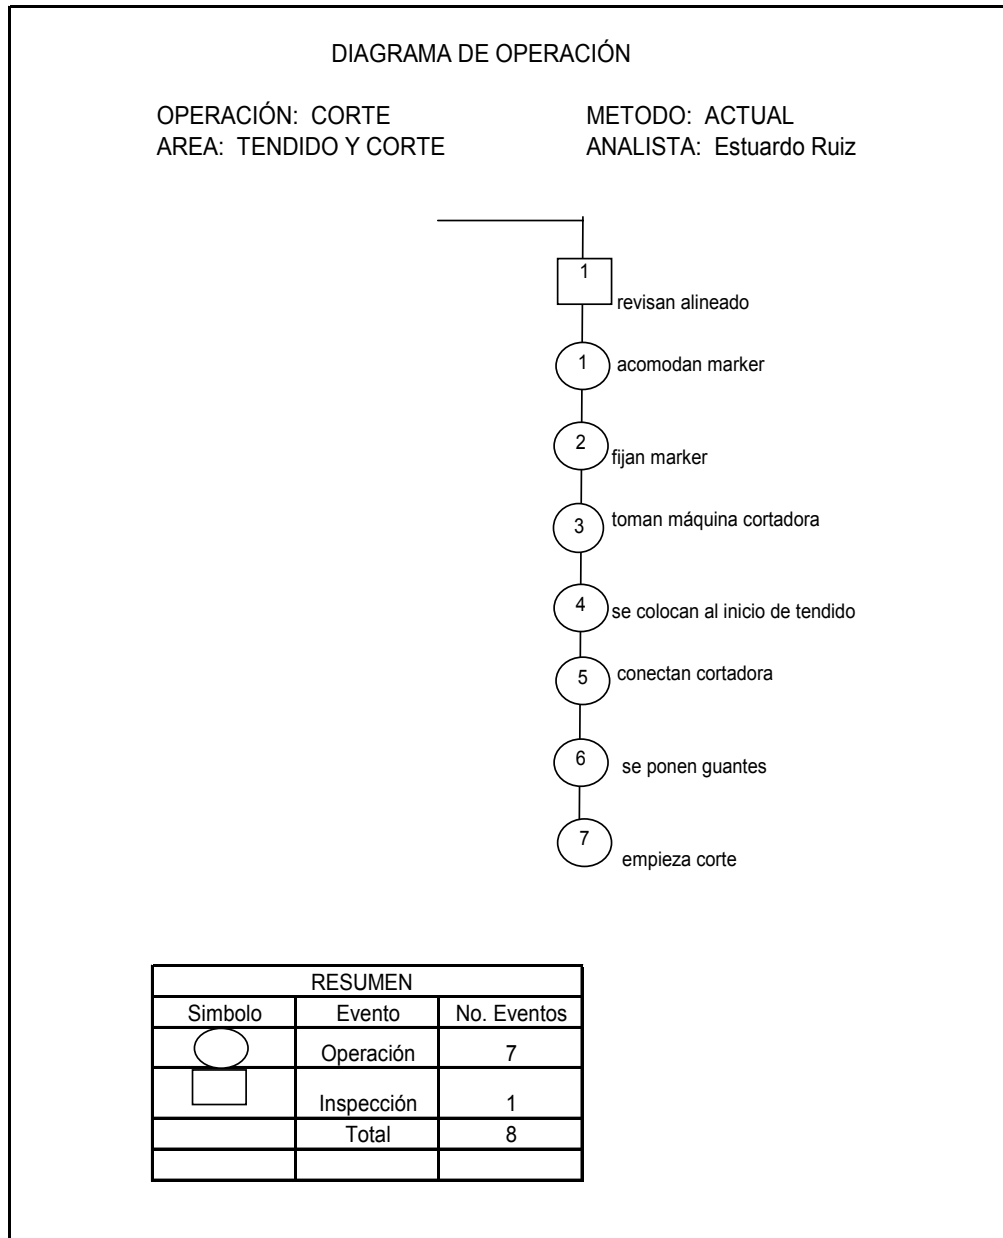 DIAGRAMA DE OPERACIÓN
OPERACIÓN: CORTE METODO: ACTUAL
AREA: TENDIDO Y CORTE ANALISTA: Estuardo Ruiz
1
revisan alineado
1 acomodan marker
2
fijan marker
3 toman máquina cortadora
4 se colocan al inicio de tendido
5 conectan cortadora
6 se ponen guantes
7
empieza corte
RESUMEN
Simbolo Evento No. Eventos
Operación 7
Inspección 1
Total 8